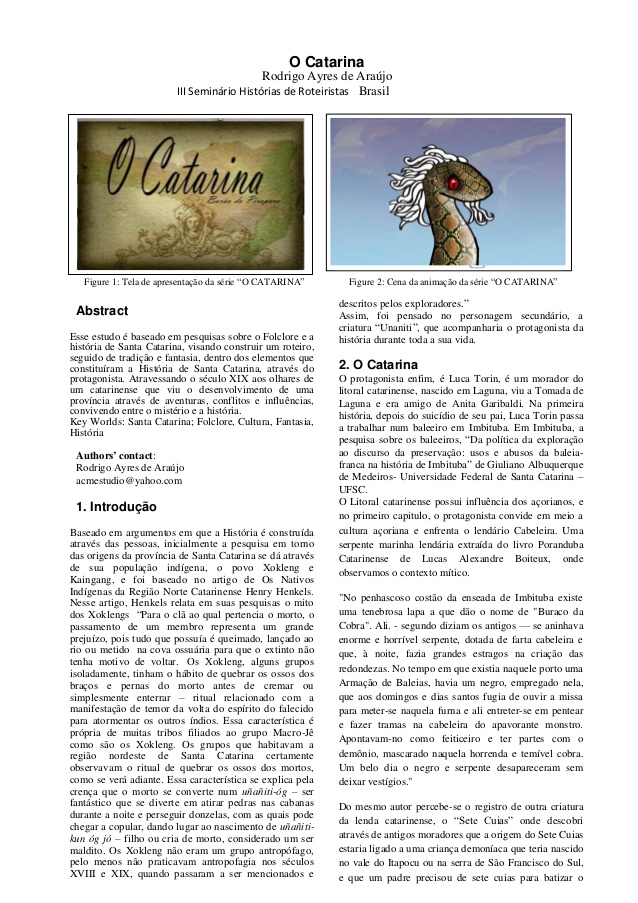 O Catarina
Rodrigo Ayres de Araújo
III Seminário Histórias de Roteiristas Brasil
O Catarina
Barão de Pirapora
Figure 1: Tela de apresentação da série “O CATARINA”
Figure 2: Cena da animação da série “O CATARINA”
Abstract
Esse estudo é baseado em pesquisas sobre o Folclore e a
história de Santa Catarina, visando construir um roteiro,
seguido de tradição e fantasia, dentro dos elementos que
constituíram a História de Santa Catarina, através do
protagonista. Atravessando o século XIX aos olhares de
um catarinense que viu o desenvolvimento de uma
província através de aventuras, conflitos e influências,
convivendo entre o mistério e a história.
Key Worlds: Santa Catarina; Folclore, Cultura, Fantasia,
História
Authors’ contact:
Rodrigo Ayres de Araújo
acmestudio@yahoo.com
1. Introdução
Baseado em argumentos em que a História é construída
através das pessoas, inicialmente a pesquisa em torno
das origens da província de Santa Catarina se dá através
de sua população indígena, o povo Xokleng e
Kaingang, e foi baseado no artigo de Os Nativos
Indígenas da Região Norte Catarinense Henry Henkels.
Nesse artigo, Henkels relata em suas pesquisas o mito
dos Xoklengs “Para o clã ao qual pertencia o morto, o
passamento de um membro representa um grande
prejuízo, pois tudo que possuía é queimado, lançado ao
rio ou metido na cova ossuária para que o extinto não
tenha motivo de voltar. Os Xokleng, alguns grupos
isoladamente, tinham o hábito de quebrar os ossos dos
braços e pernas do morto antes de cremar ou
simplesmente enterrar – ritual relacionado com a
manifestação de temor da volta do espírito do falecido
para atormentar os outros índios. Essa característica é
própria de muitas tribos filiados ao grupo Macro-Jê
como são os Xokleng. Os grupos que habitavam a
região nordeste de Santa Catarina certamente
observavam o ritual de quebrar os ossos dos mortos,
como se verá adiante. Essa característica se explica pela
crença que o morto se converte num uñañiti-óg – ser
fantástico que se diverte em atirar pedras nas cabanas
durante a noite e perseguir donzelas, com as quais pode
chegar a copular, dando lugar ao nascimento de uñañiti-
kun óg jó – filho ou cria de morto, considerado um ser
maldito. Os Xokleng não eram um grupo antropófago,
pelo menos não praticavam antropofagia nos séculos
XVIII e XIX, quando passaram a ser mencionados e
descritos pelos exploradores.”
Assim, foi pensado no personagem secundário, a
criatura “Unaniti”, que acompanharia o protagonista da
história durante toda a sua vida.
2. O Catarina
O protagonista enfim, é Luca Torin, é um morador do
litoral catarinense, nascido em Laguna, viu a Tomada de
Laguna e era amigo de Anita Garibaldi. Na primeira
história, depois do suicídio de seu pai, Luca Torin passa
a trabalhar num baleeiro em Imbituba. Em Imbituba, a
pesquisa sobre os baleeiros, “Da política da exploração
ao discurso da preservação: usos e abusos da baleia-
franca na história de Imbituba” de Giuliano Albuquerque
de Medeiros- Universidade Federal de Santa Catarina –
UFSC.
O Litoral catarinense possui influência dos açorianos, e
no primeiro capitulo, o protagonista convide em meio a
cultura açoriana e enfrenta o lendário Cabeleira. Uma
serpente marinha lendária extraída do livro Poranduba
Catarinense de Lucas Alexandre Boiteux, onde
observamos o contexto mítico.
"No penhascoso costão da enseada de Imbituba existe
uma tenebrosa lapa a que dão o nome de "Buraco da
Cobra". Ali. - segundo diziam os antigos — se aninhava
enorme e horrível serpente, dotada de farta cabeleira e
que, à noite, fazia grandes estragos na criação das
redondezas. No tempo em que existia naquele porto uma
Armação de Baleias, havia um negro, empregado nela,
que aos domingos e dias santos fugia de ouvir a missa
para meter-se naquela furna e ali entreter-se em pentear
e fazer tramas na cabeleira do apavorante monstro.
Apontavam-no como feiticeiro e ter partes com o
demônio, mascarado naquela horrenda e temível cobra.
Um belo dia o negro e serpente desapareceram sem
deixar vestígios."
Do mesmo autor percebe-se o registro de outra criatura
da lenda catarinense, o “Sete Cuias” onde descobri
através de antigos moradores que a origem do Sete Cuias
estaria ligado a uma criança demoníaca que teria nascido
no vale do Itapocu ou na serra de São Francisco do Sul,
e que um padre precisou de sete cuias para batizar o